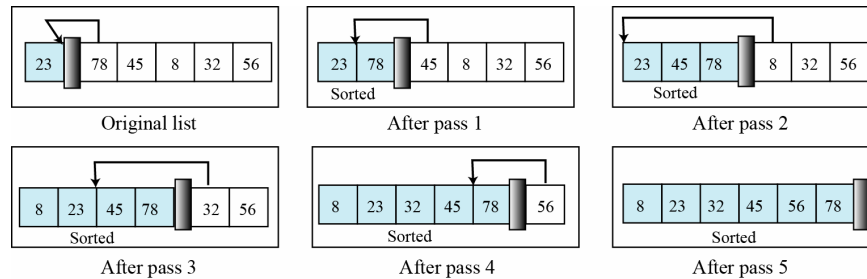 23 78 45 8 32 56
Original list
23 78 45 8 32 56
Sorted
After pass 1
23 45 78 8 32 56
Sorted
After pass 2
8 23 45 78 32 56
Sorted
After pass 3
8 23 32 45 78 56
Sorted
After pass 4
8 23 32 45 56 78
Sorted
After pass 5